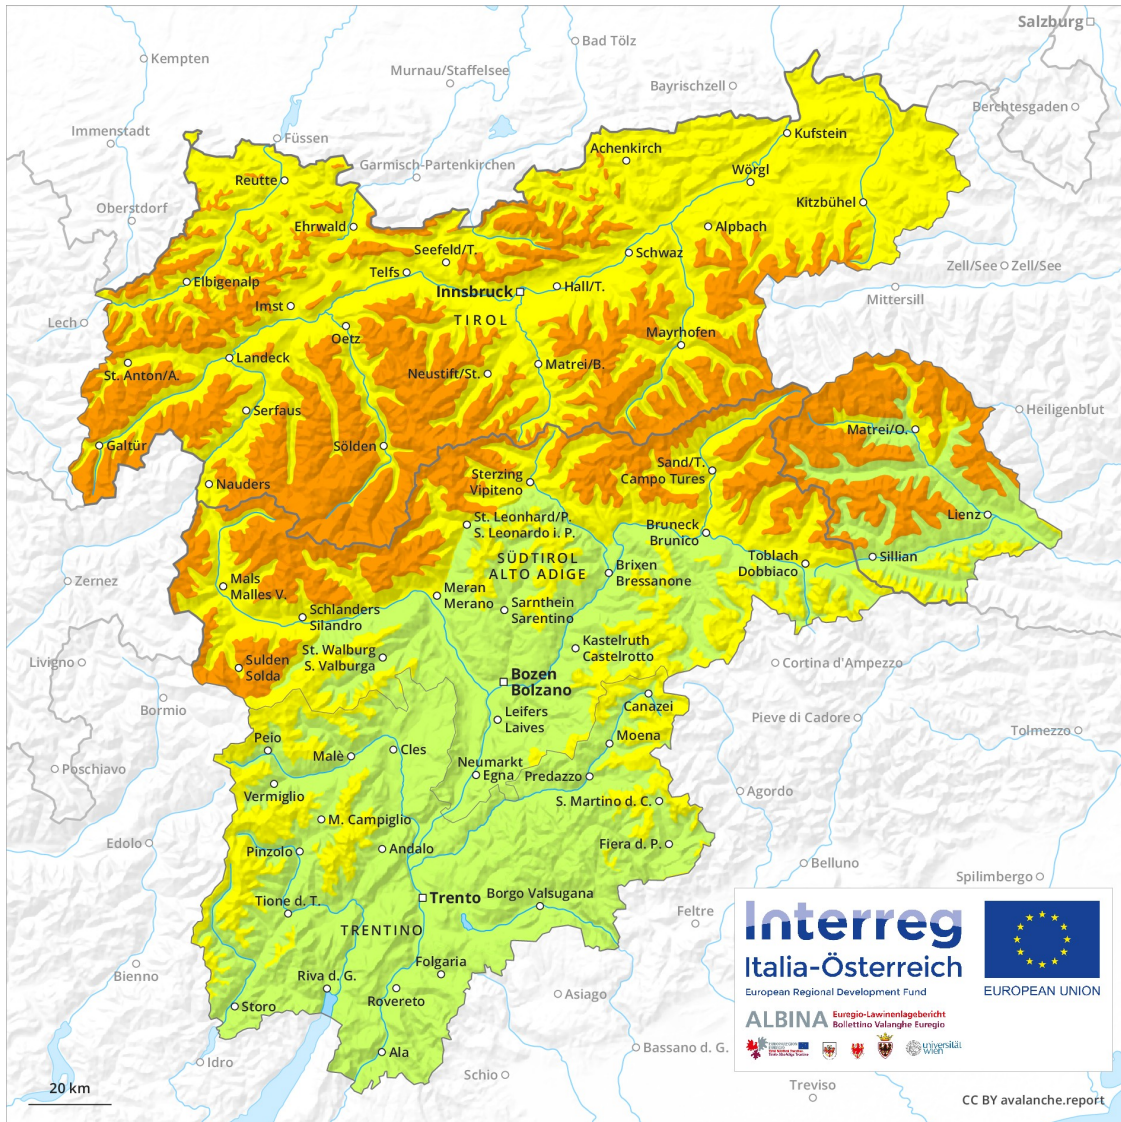 Salzburg
Bad Tölz
Kempten
Murnau/Staffelsee
Bayrischzell
Berchtesgaden
Immenstadt
Füssen
Kufstein
Achenkirch
Garmisch-Partenkirchen
Wörgl
Reutte
Oberstdorf
Kitzbühel
Ehrwald
Alpbach
Seefeld/T.
Schwaz
Telfs
Zell/See
Zell/See
Elbigenalp
Hall/T.
Innsbruck
Mittersill
Imst
TIROL
Lech
Oetz
Mayrhofen
Landeck
Matrei/B.
St. Anton/A.
Neustift/St.
Serfaus
Heiligenblut
Matrei/O.
Galtür
Sölden
Sand/T.
Campo Tures
Sterzing
Vipiteno
Nauders
Lienz
St. Leonhard/P.
S. Leonardo i. P.
Bruneck
Brunico
SÜDTIROL
ALTO ADIGE
Toblach
Dobbiaco
Sillian
Brixen
Bressanone
Zernez
Mals
Malles V.
Meran
Merano
Sarnthein
Sarentino
Schlanders
Silandro
Kastelruth
Castelrotto
St. Walburg
S. Valburga
Livigno
Sulden
Solda
Cortina d'Ampezzo
Bozen
Bolzano
Bormio
Canazei
Leifers
Laives
Pieve di Cadore
Tolmezzo
Peio
Moena
Malè
Cles
Neumarkt
Egna
Predazzo
Poschiavo
Vermiglio
Agordo
S. Martino d. C.
M. Campiglio
Edolo
Pinzolo
Andalo
Fiera d. P.
Belluno
Spilimbergo
Tione d. T.
Trento
Borgo Valsugana
Feltre
TRENTINO
Interreg
Italia-Österreich
European Regional Development Fund
EUROPEAN UNION
Folgaria
Bienno
Riva d. G.
Rovereto
Storo
Asiago
ALBINA
Euregio-Lawinenlagebericht
Bollettino Valanghe Euregio
universität
wien
Ala
Idro
Bassano d. G.
Schio
Treviso
20 km
CC BY avalanche.report